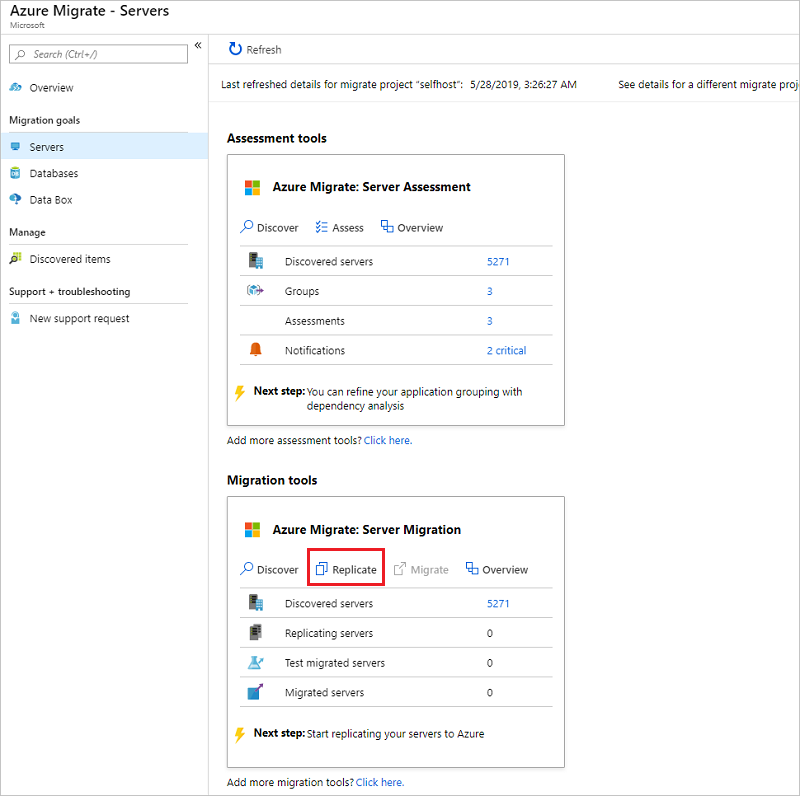 Azure Migrate - Servers
Microsoft
Search (Ctrl+/)
«
Overview
Migration goals
Servers
Databases
Data Box
Manage
Discovered items
Support + troubleshooting
New support request
Refresh
Last refreshed details for migrate project "selfhost": 5/28/2019, 3:26:27 AM See details for a different migrate proj
Assessment tools
Azure Migrate: Server Assessment
Discover Assess Overview
Discovered servers 5271
Groups 3
Assessments 3
Notifications 2 critical
Next step: You can refine your application grouping with
dependency analysis
Add more assessment tools? Click here.
Migration tools
Azure Migrate: Server Migration
Discover Replicate Migrate Overview
Discovered servers 5271
Replicating servers 0
Test migrated servers 0
Migrated servers 0
Next step: Start replicating your servers to Azure
Add more migration tools? Click here.